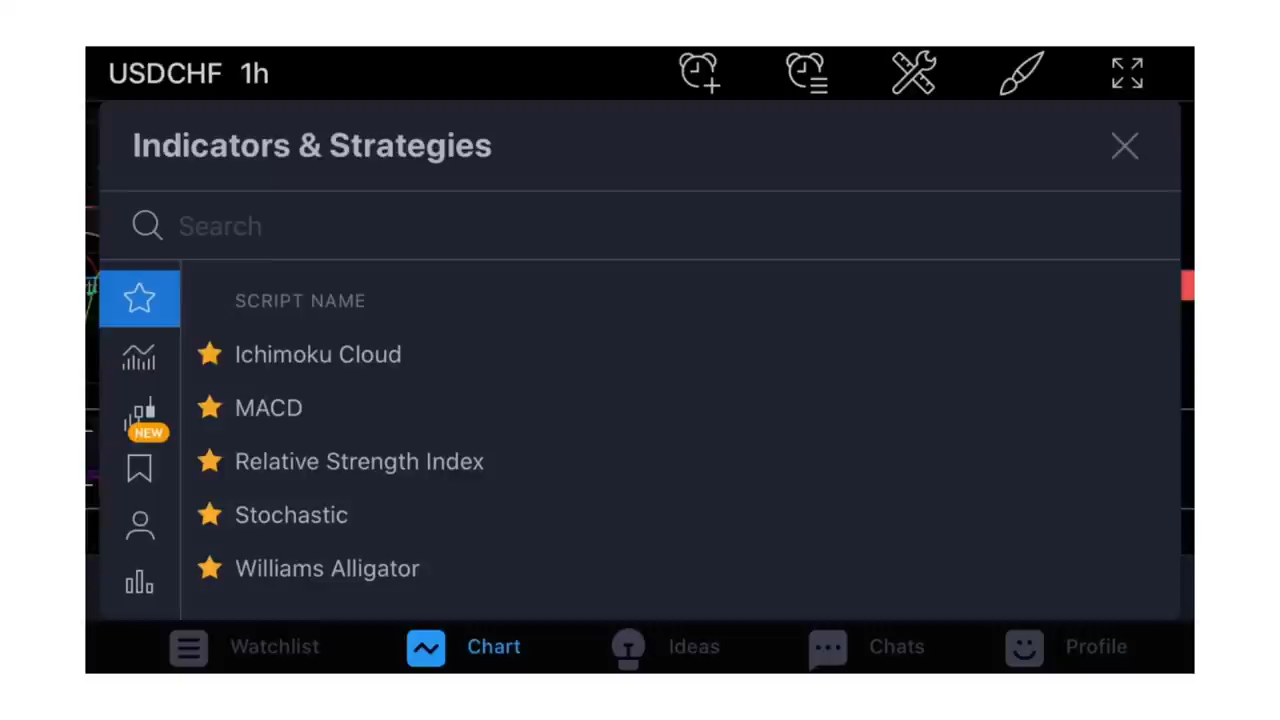 USDCHF 1h
Indicators & Strategies
Search
SCRIPT NAME
Ichimoku Cloud
MACD
Relative Strength Index
NEW
Stochastic
Williams Alligator
Watchlist Chart Ideas Chats Profile